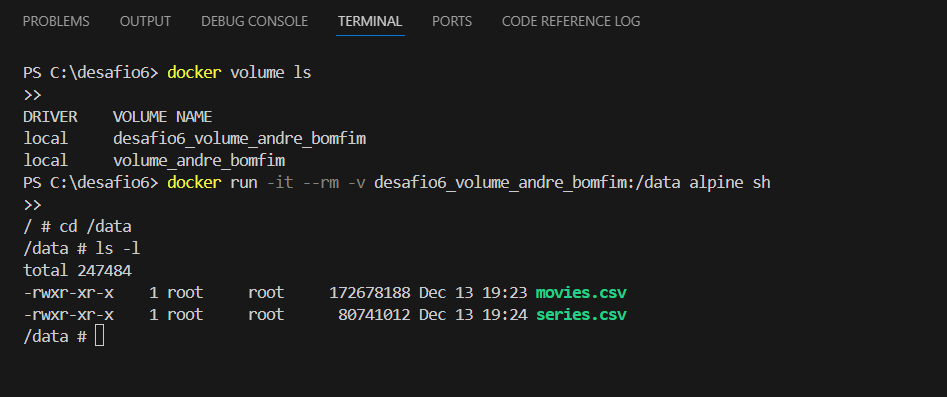 PROBLEMS OUTPUT DEBUG CONSOLE TERMINAL PORTS CODE REFERENCE LOG
PS C:\desafio6> docker volume ls
>>
DRIVER    VOLUME NAME
local     desafio6_volume_andre_bomfim
local     volume_andre_bomfim
PS C:\desafio6> docker run -it --rm -v desafio6_volume_andre_bomfim:/data alpine sh
>>
/ # cd /data
/data # ls -l
total 247484
-rwxr-xr-x    1 root     root     172678188 Dec 13 19:23 movies.csv
-rwxr-xr-x    1 root     root      80741012 Dec 13 19:24 series.csv
/data #